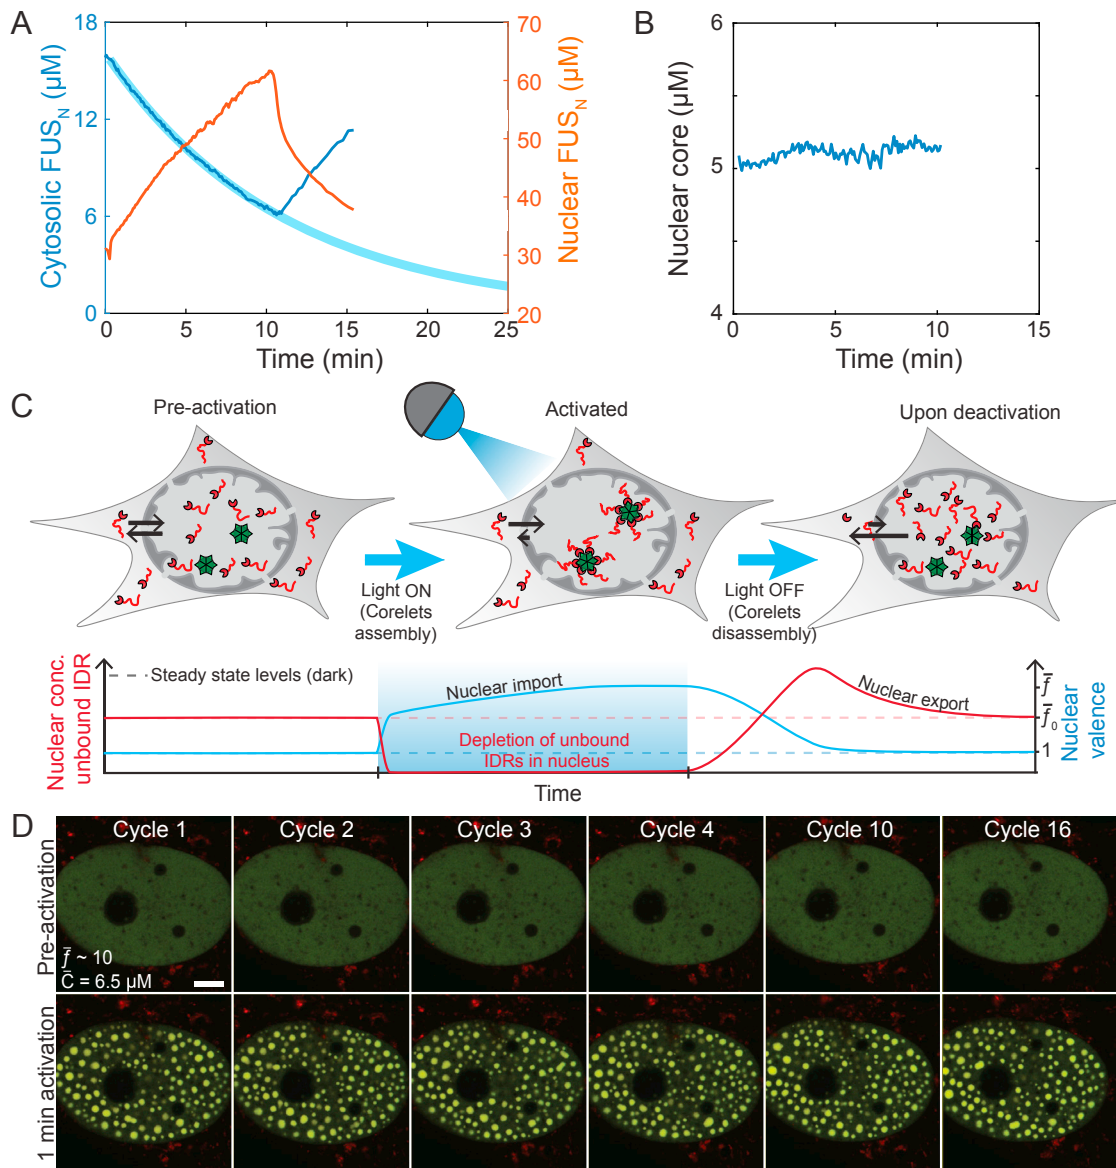 A
18
12
6
0
Cytosolic FUS_N (µM)
0
5
10
15
20
25
Time (min)
70
60
50
40
30
20
Nuclear FUS_N (µM)
B
6
5
4
Nuclear core (µM)
0
5
10
15
Time (min)
C
Pre-activation
Activated
Upon deactivation
Light ON
(Corelets
assembly)
Light OFF
(Corelets
disassembly)
Nuclear conc.
unbound IDR
Steady state levels (dark)
Nuclear import
Depletion of unbound
IDRs in nucleus
Nuclear export
f̄
f̄₀
1
Nuclear
valence
Time
D
Pre-activation
Cycle 1
Cycle 2
Cycle 3
Cycle 4
Cycle 10
Cycle 16
f̄ ~ 10
C̄ = 6.5 µM
1 min activation